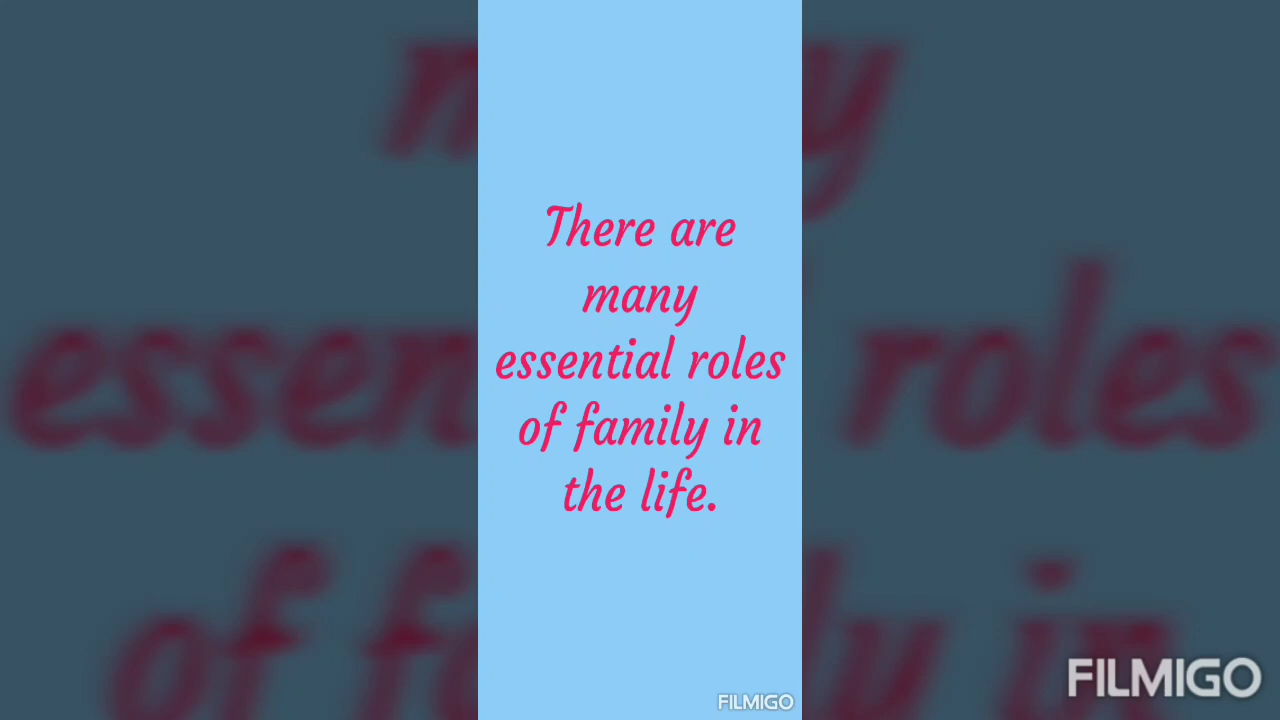 There are
many
essential roles
of family in
the life.
FILMIGO
FILMIGO